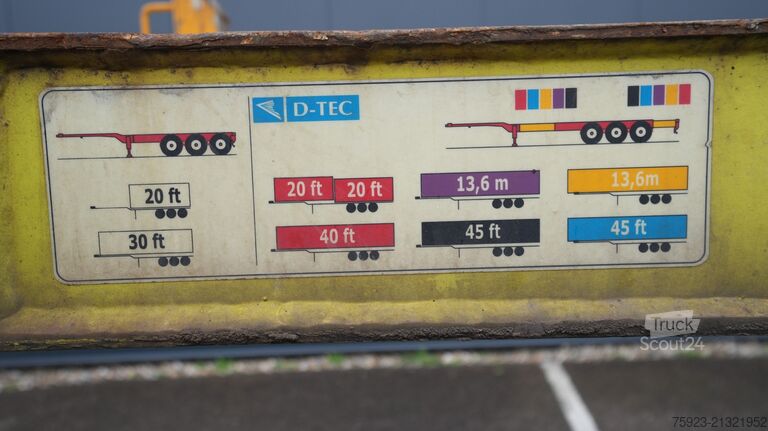 D-TEC
20 ft
30 ft
20 ft 20 ft
40 ft
13,6 m
45 ft
13,6m
45 ft
Truck
Scout24
75923-21321952